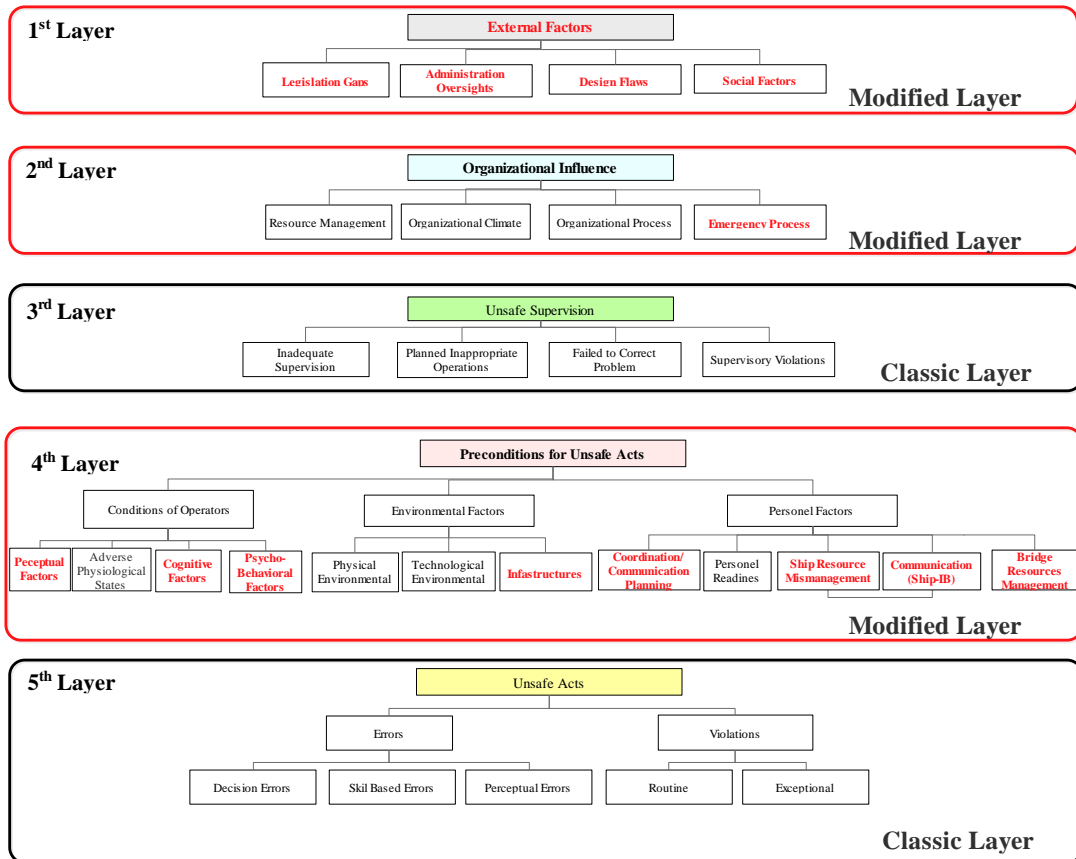 1st Layer
External Factors
Legislation Gaps
Administration
Oversights
Design Flaws
Social Factors
Modified Layer
2nd Layer
Organizational Influence
Resource Management
Organizational Climate
Organizational Process
Emergency Process
Modified Layer
3rd Layer
Unsafe Supervision
Inadequate
Supervision
Planned Inappropriate
Operations
Failed to Correct
Problem
Supervisory Violations
Classic Layer
4th Layer
Preconditions for Unsafe Acts
Conditions of Operators
Environmental Factors
Personel Factors
Peceptual
Factors
Adverse
Physiological
States
Cognitive
Factors
Psycho-
Behavioral
Factors
Physical
Environmental
Technological
Environmental
Infastructures
Coordination/
Communication
Planning
Personel
Readines
Ship Resource
Mismanagement
Communication
(Ship-IB)
Bridge
Resources
Management
Modified Layer
5th Layer
Unsafe Acts
Errors
Violations
Decision Errors
Skil Based Errors
Perceptual Errors
Routine
Exceptional
Classic Layer